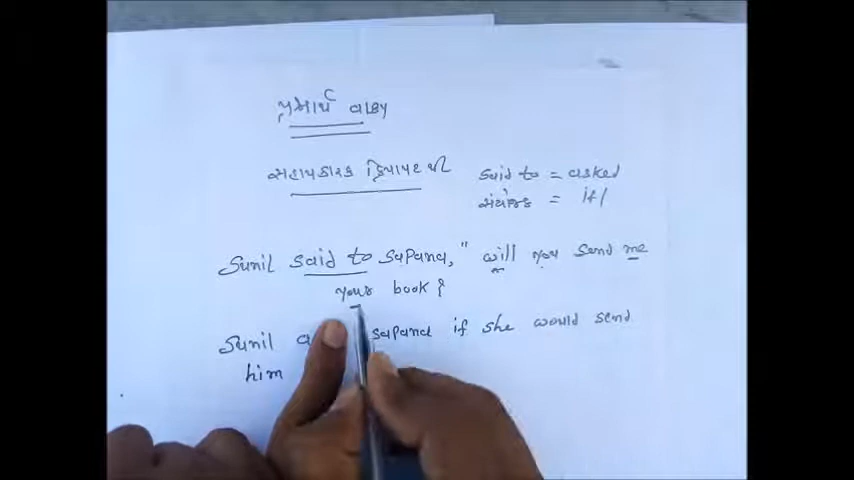 પ્રશ્નાર્થ વાક્ય
સહાયકારક ક્રિયાપદ થી
said to = asked
સંયોજક = if/
Sunil said to sapana, " will you send me
your book?
Sunil a sapana if she would send
him